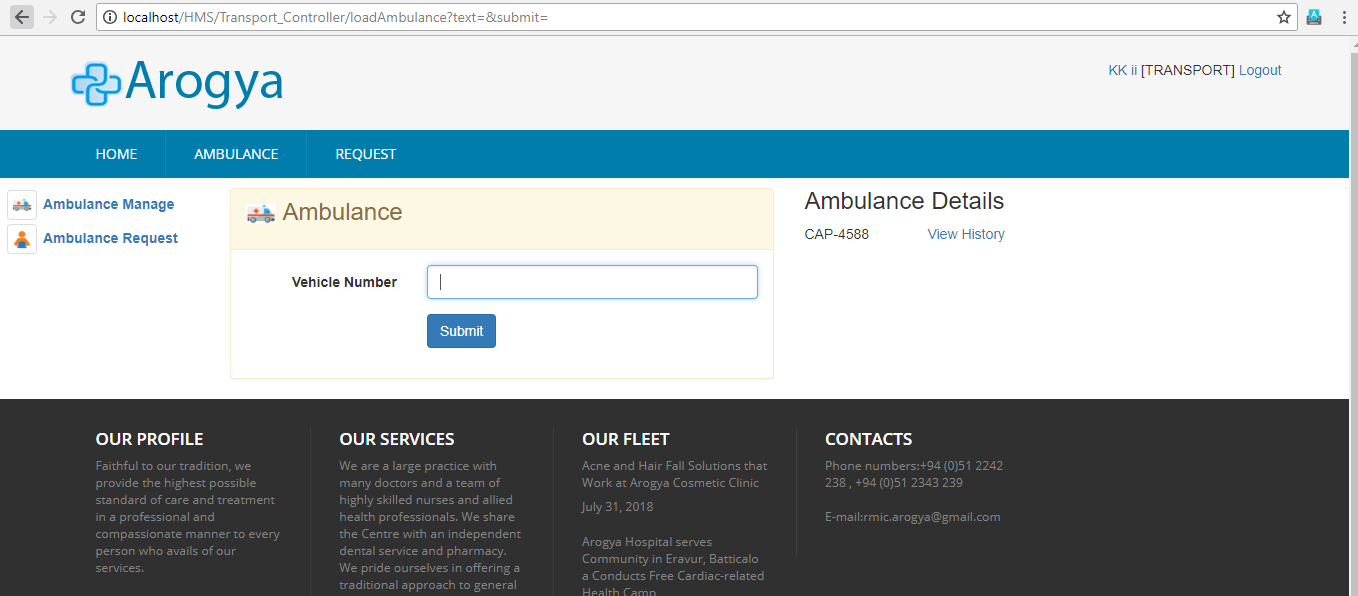 localhost/HMS/Transport_Controller/loadAmbulance?text=&submit=
Arogya
KK ii [TRANSPORT] Logout
HOME
AMBULANCE
REQUEST
Ambulance Manage
Ambulance Request
Ambulance
Vehicle Number
Submit
Ambulance Details
CAP-4588 View History
OUR PROFILE
Faithful to our tradition, we
provide the highest possible
standard of care and treatment
in a professional and
compassionate manner to every
person who avails of our
services.
OUR SERVICES
We are a large practice with
many doctors and a team of
highly skilled nurses and allied
health professionals. We share
the Centre with an independent
dental service and pharmacy.
We pride ourselves in offering a
traditional approach to general
OUR FLEET
Acne and Hair Fall Solutions that
Work at Arogya Cosmetic Clinic
July 31, 2018
Arogya Hospital serves
Community in Eravur, Batticalo
a Conducts Free Cardiac-related
Health Camp
CONTACTS
Phone numbers:+94 (0)51 2242
238 , +94 (0)51 2343 239
E-mail:rmic.arogya@gmail.com